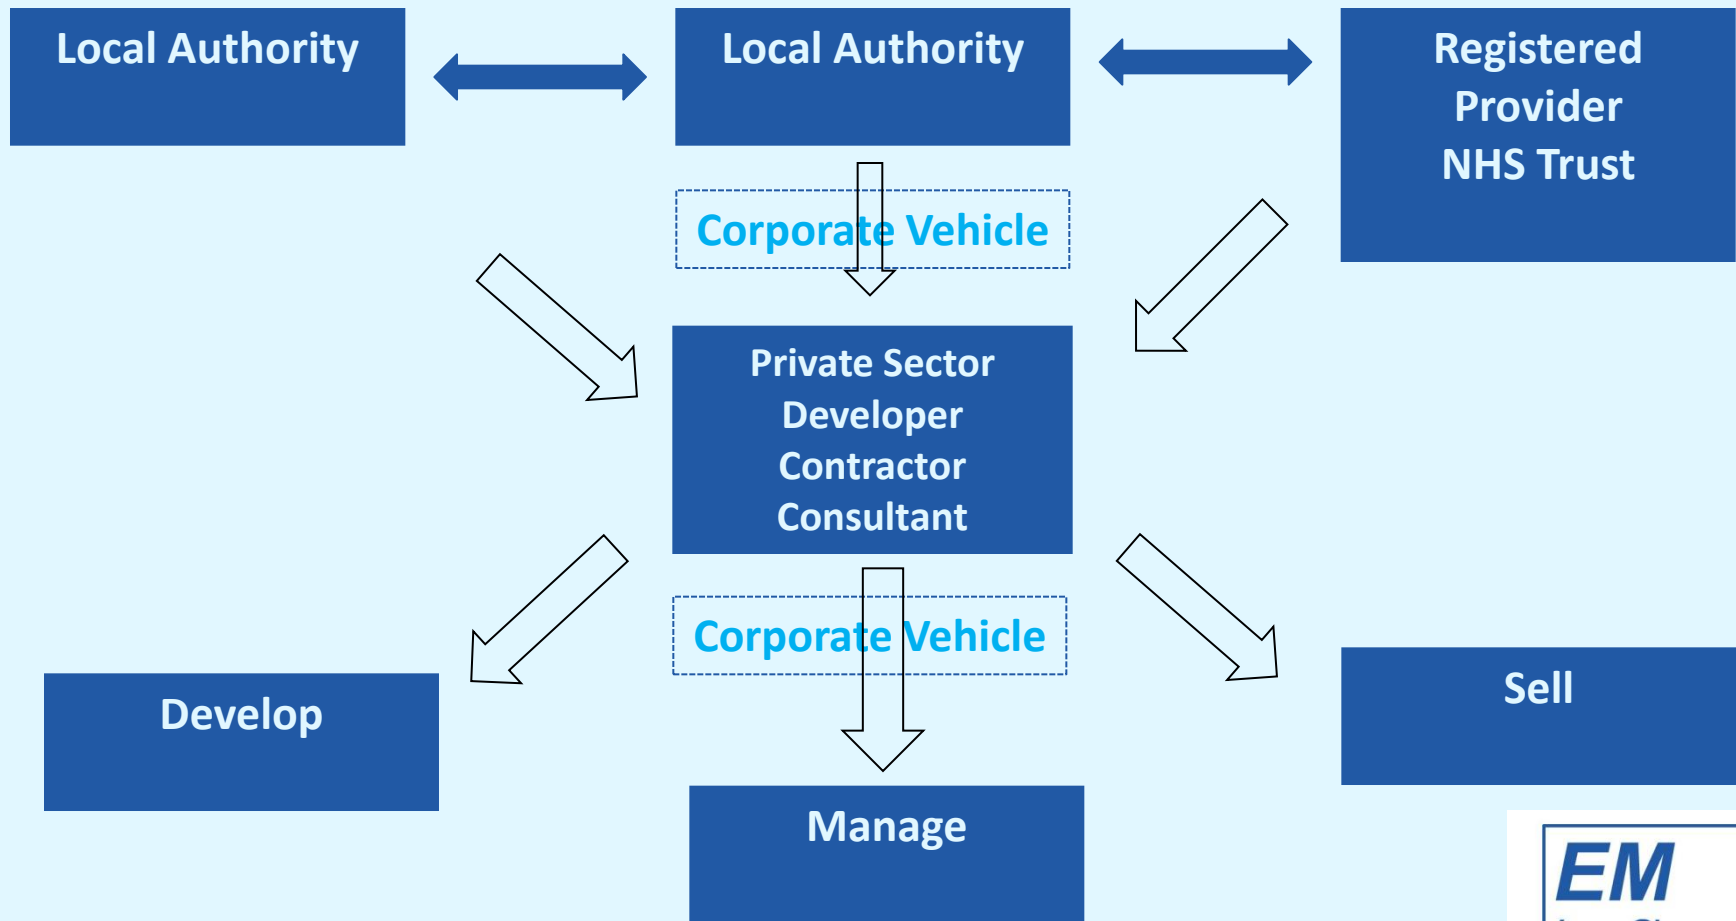 Local Authority
Local Authority
Registered
Provider
NHS Trust
Corporate Vehicle
Private Sector
Developer
Contractor
Consultant
Corporate Vehicle
Develop
Manage
Sell
EM